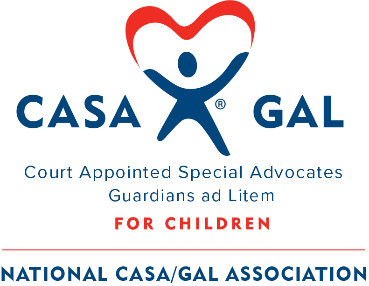 CASA ® GAL
Court Appointed Special Advocates
Guardians ad Litem
FOR CHILDREN
NATIONAL CASA/GAL ASSOCIATION